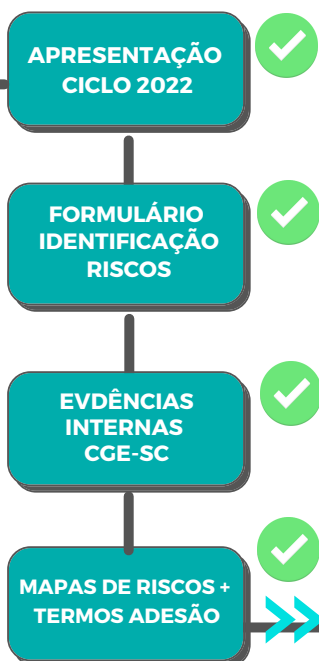 APRESENTAÇÃO
CICLO 2022
FORMULÁRIO
IDENTIFICAÇÃO
RISCOS
EVDÊNCIAS
INTERNAS
CGE-SC
MAPAS DE RISCOS +
TERMOS ADESÃO